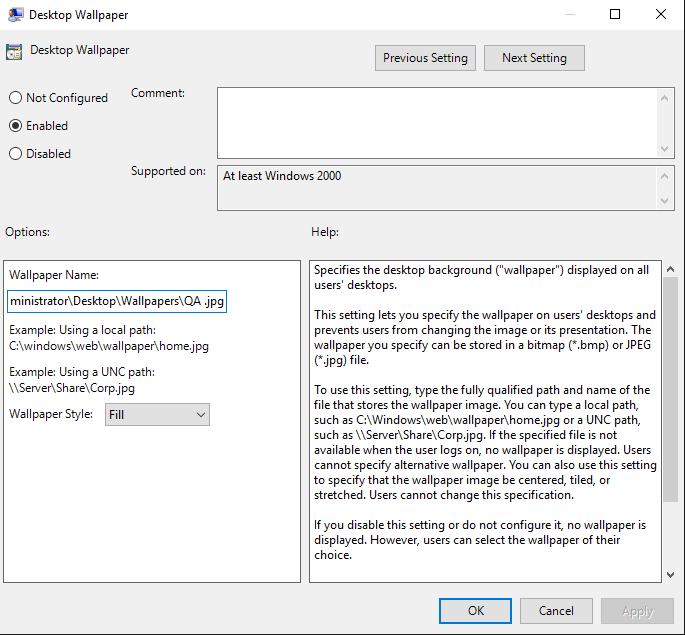 Desktop Wallpaper
Desktop Wallpaper
Previous Setting
Next Setting
Not Configured
Enabled
Disabled
Comment:
Supported on:
At least Windows 2000
Options:
Help:
Wallpaper Name:
ministrator\Desktop\Wallpapers\QA .jpg
Example: Using a local path:
C:\windows\web\wallpaper\home.jpg
Example: Using a UNC path:
\\Server\Share\Corp.jpg
Wallpaper Style:
Fill
Specifies the desktop background ("wallpaper") displayed on all
users' desktops.
This setting lets you specify the wallpaper on users' desktops and
prevents users from changing the image or its presentation. The
wallpaper you specify can be stored in a bitmap (*.bmp) or JPEG
(*.jpg) file.
To use this setting, type the fully qualified path and name of the
file that stores the wallpaper image. You can type a local path,
such as C:\Windows\web\wallpaper\home.jpg or a UNC path,
such as \\Server\Share\Corp.jpg. If the specified file is not
available when the user logs on, no wallpaper is displayed. Users
cannot specify alternative wallpaper. You can also use this setting
to specify that the wallpaper image be centered, tiled, or
stretched. Users cannot change this specification.
If you disable this setting or do not configure it, no wallpaper is
displayed. However, users can select the wallpaper of their
choice.
OK
Cancel
Apply